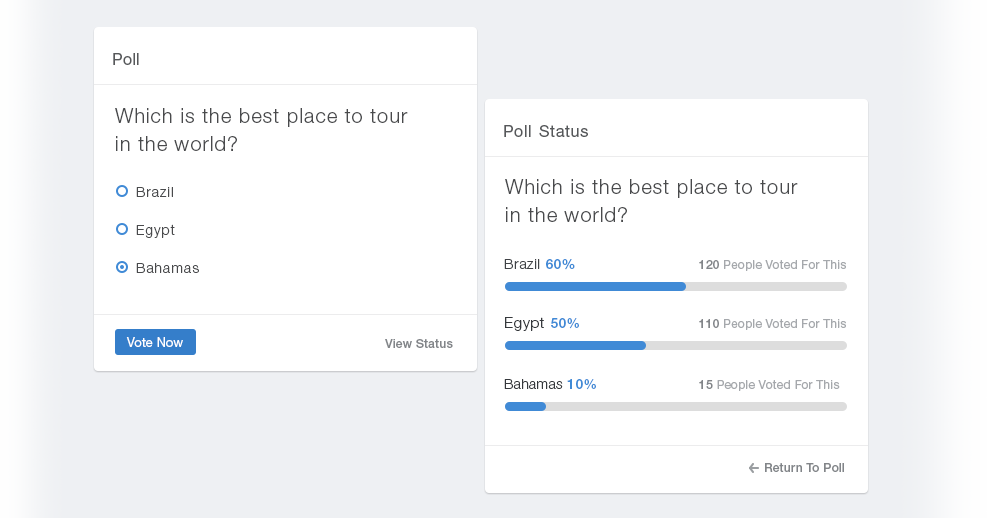 Poll
Which is the best place to tour
in the world?
Brazil
Egypt
Bahamas
Vote Now
View Status
Poll Status
Which is the best place to tour
in the world?
Brazil 60%
120 People Voted For This
Egypt 50%
110 People Voted For This
Bahamas 10%
15 People Voted For This
Return To Poll